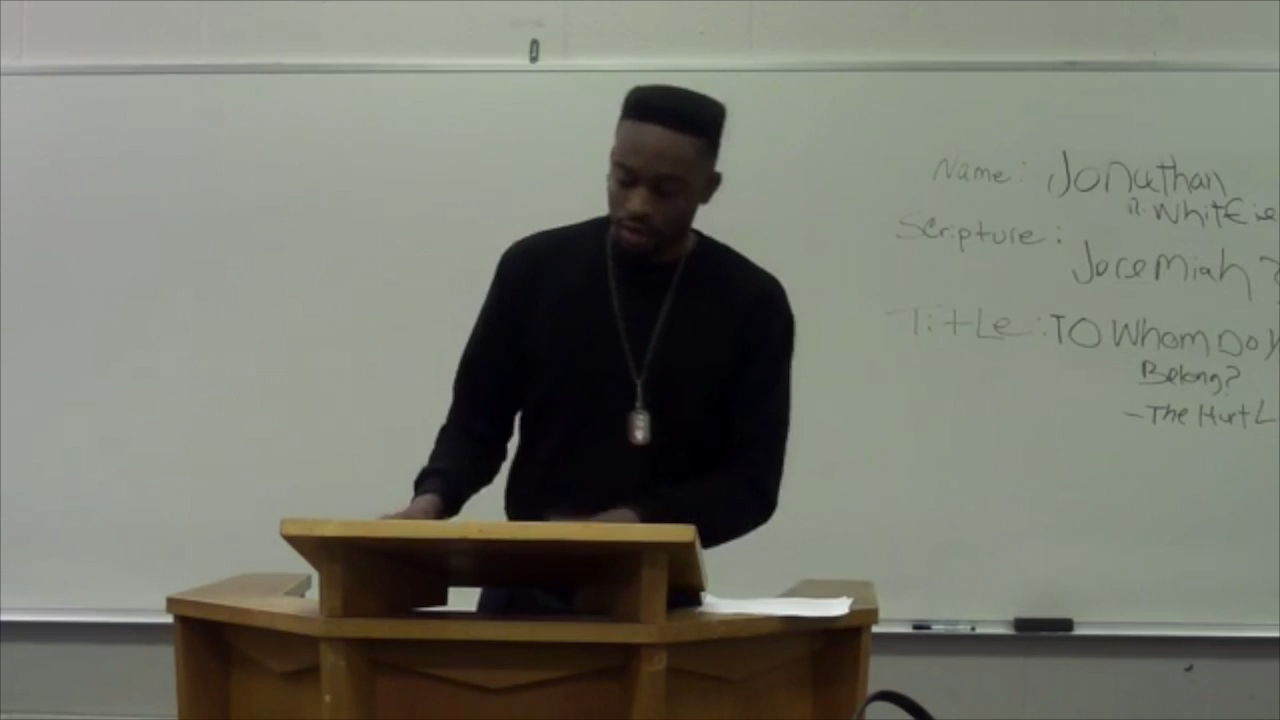 Name: Jonathan
R. White
Scripture:
Jeremiah
Title: TO Whom Do
Belong?
- The Hurt